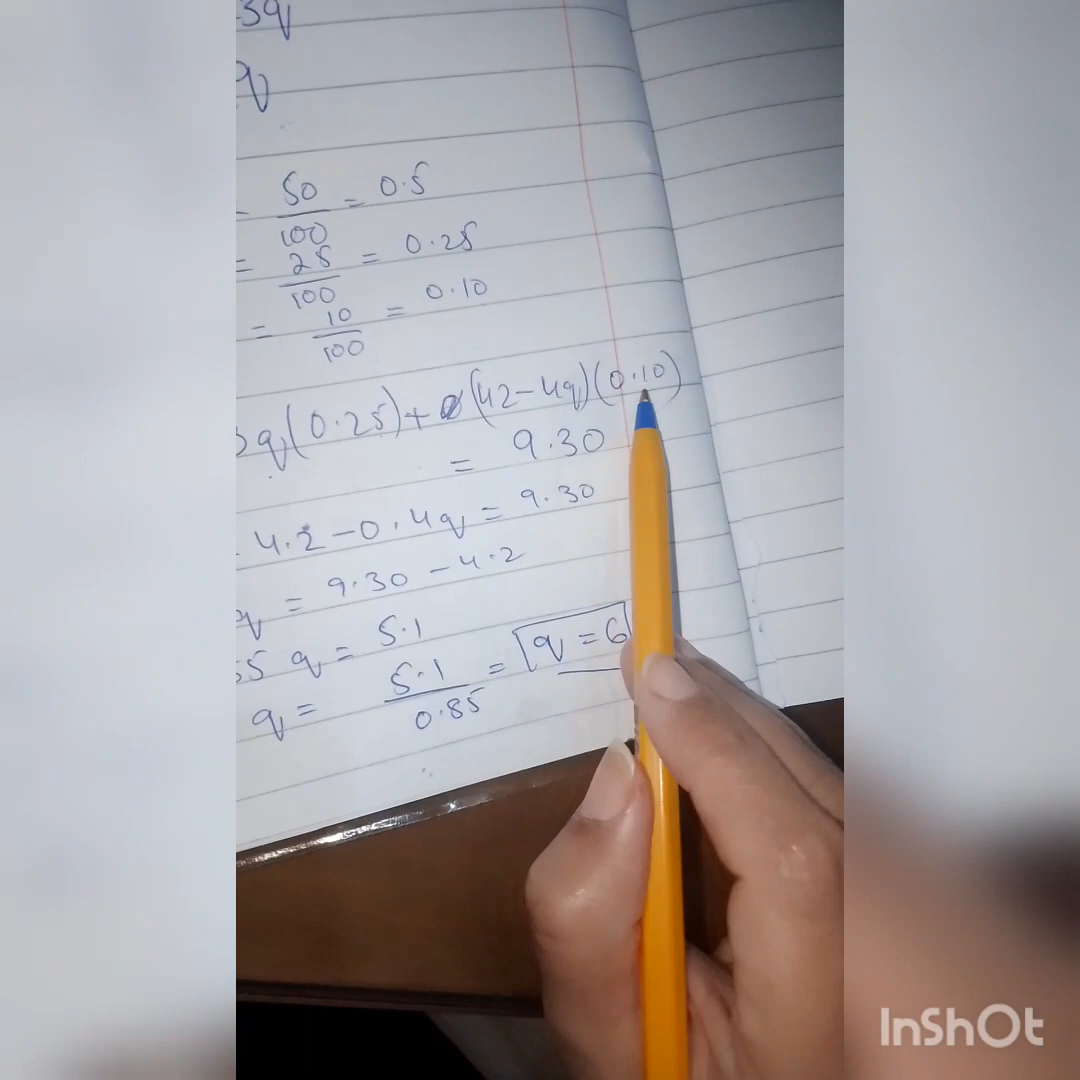 3q
q
50/100 = 0.5
= 25/100 = 0.25
= 10/100 = 0.10
q(0.25)+(42-4q)(0.10)
= 9.30
4.2-0.4q = 9.30
q = 9.30 - 4.2
5 q = 5.1
q = 5.1/0.85 = q = 6
InShOt